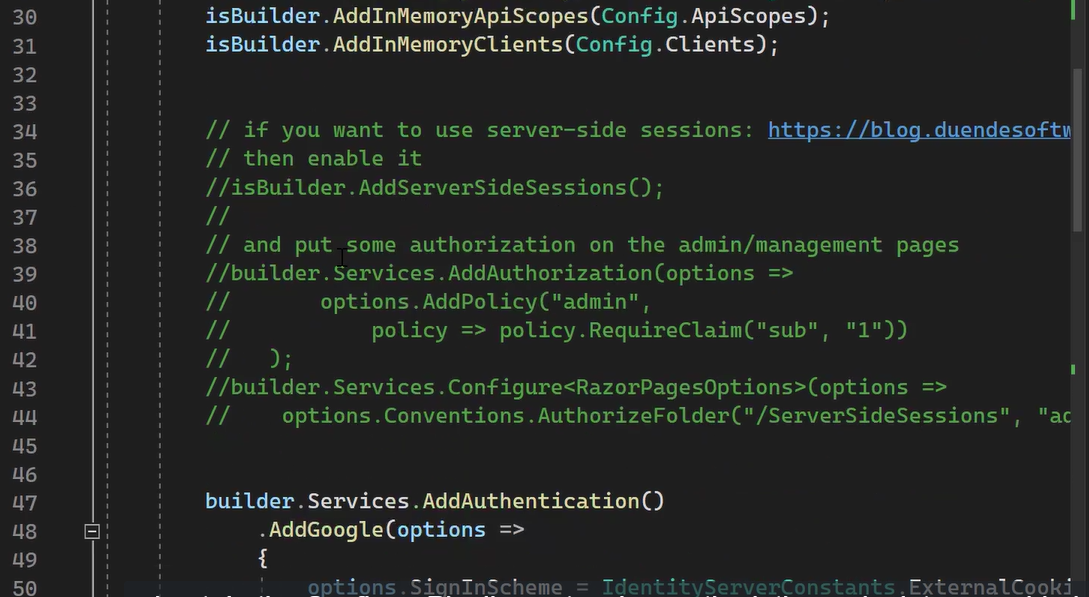 30 isBuilder.AddInMemoryApiScopes(Config.ApiScopes);
31 isBuilder.AddInMemoryClients(Config.Clients);
32
33
34 // if you want to use server-side sessions: https://blog.duendesoftw
35 // then enable it
36 //isBuilder.AddServerSideSessions();
37 //
38 // and put some authorization on the admin/management pages
39 //builder.Services.AddAuthorization(options =>
40 //       options.AddPolicy("admin",
41 //           policy => policy.RequireClaim("sub", "1"))
42 //   );
43 //builder.Services.Configure<RazorPagesOptions>(options =>
44 //    options.Conventions.AuthorizeFolder("/ServerSideSessions", "ad
45
46
47 builder.Services.AddAuthentication()
48     .AddGoogle(options =>
49     {
50         options.SignInScheme = IdentityServerConstants.ExternalCooki